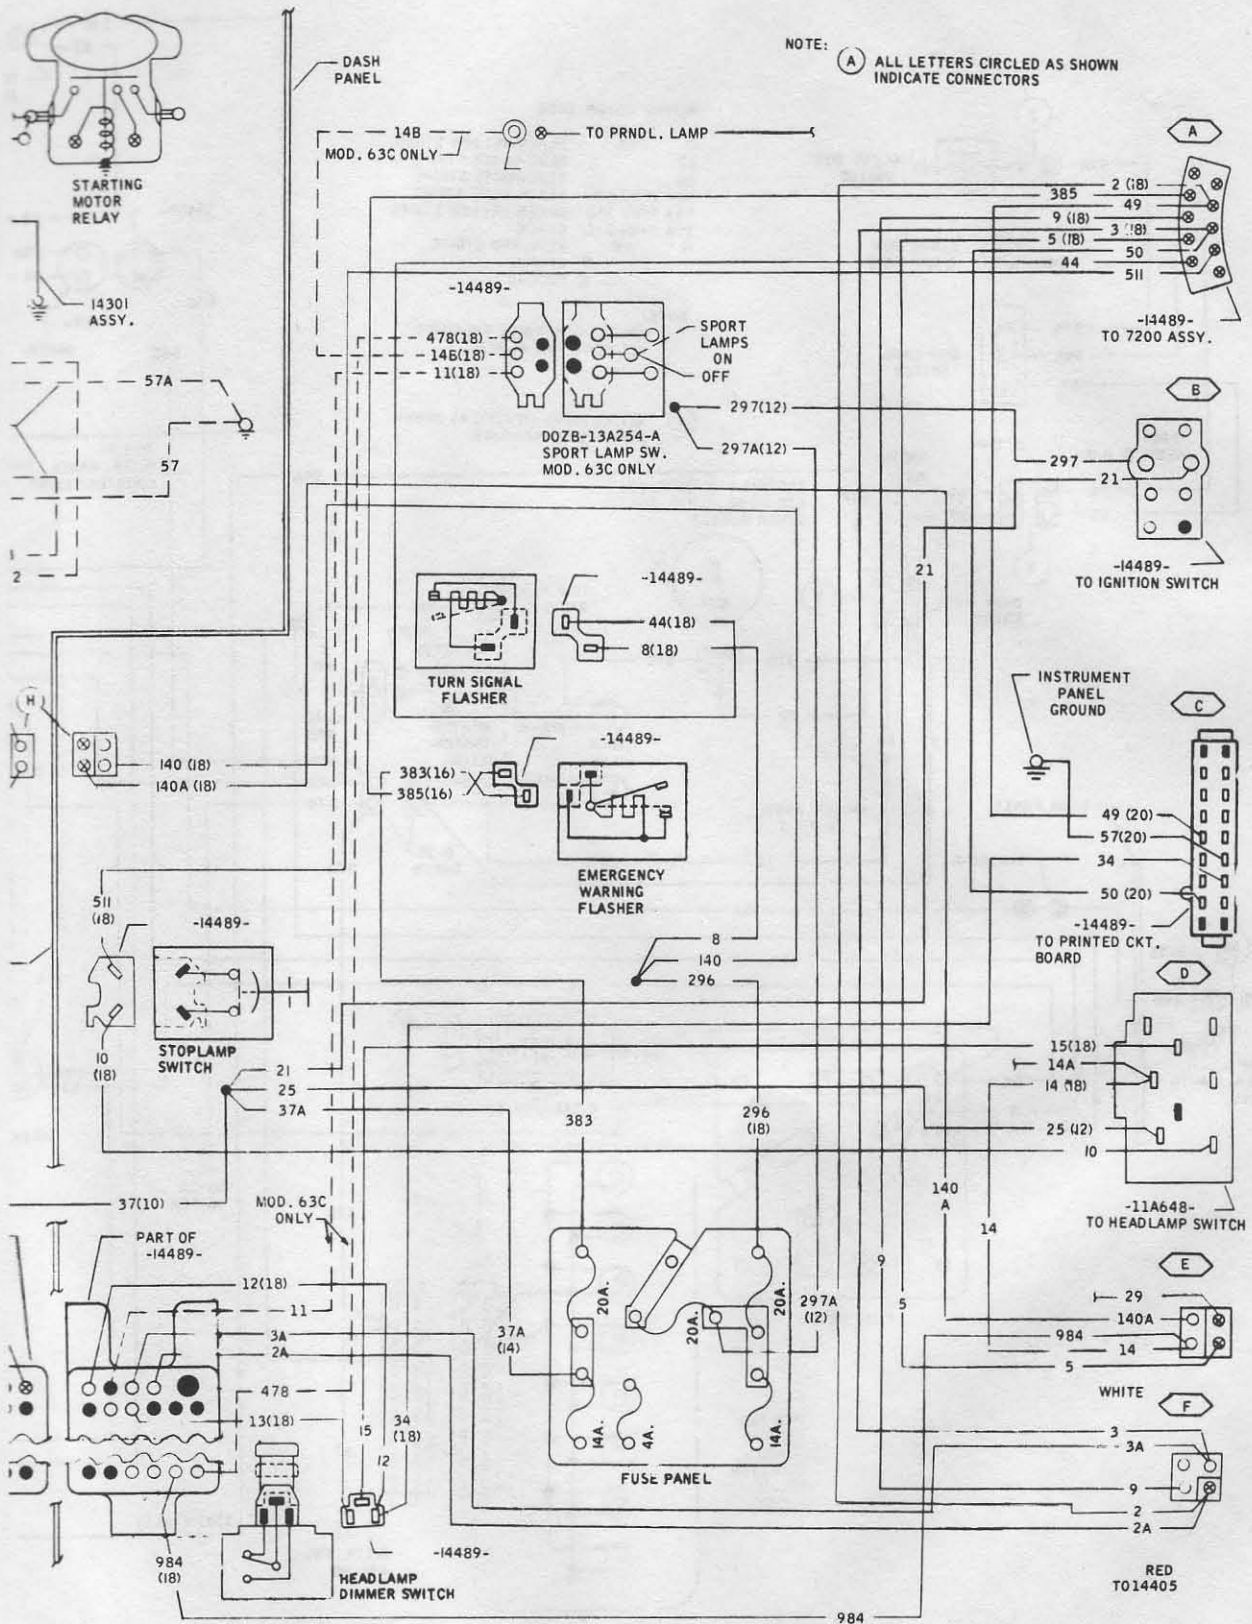 NOTE:
A ALL LETTERS CIRCLED AS SHOWN
INDICATE CONNECTORS
DASH
PANEL
14B
MOD. 63C ONLY
TO PRNDL. LAMP
STARTING
MOTOR
RELAY
A
2 (18)
385
49
9 (18)
3 (18)
5 (18)
50
44
511
-14489-
TO 7200 ASSY.
14301
ASSY.
-14489-
478(18)
14B(18)
11(18)
SPORT
LAMPS
ON
OFF
57A
57
297(12)
297A(12)
DOZB-13A254-A
SPORT LAMP SW.
MOD. 63C ONLY
B
297
21
-14489-
TO IGNITION SWITCH
21
1
2
-14489-
44(18)
8(18)
TURN SIGNAL
FLASHER
INSTRUMENT
PANEL
GROUND
C
H
140 (18)
140A (18)
-14489-
383(16)
385(16)
EMERGENCY
WARNING
FLASHER
49 (20)
57(20)
34
50 (20)
-14489-
TO PRINTED CKT.
BOARD
511
(18)
-14489-
STOPLAMP
SWITCH
10
(18)
8
140
296
D
15(18)
14A
14 (18)
25 (12)
10
-11A648-
TO HEADLAMP SWITCH
21
25
37A
383
296
(18)
37(10)
MOD. 63C
ONLY
140
A
14
PART OF
-14489-
12(18)
11
3A
2A
478
13(18)
37A
(14)
20A.
20A.
20A.
297A
(12)
9
5
E
29
140A
984
14
5
WHITE
F
15
34
(18)
12
14A.
4A.
14A.
FUSE PANEL
3
3A
9
2
2A
984
(18)
-14489-
HEADLAMP
DIMMER SWITCH
RED
TO14405
984